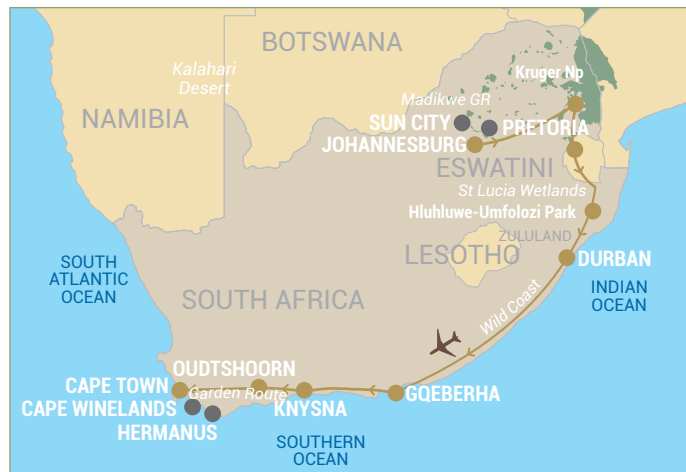 BOTSWANA
Kalahari
Desert
NAMIBIA
Kruger Np
Madikwe GR
SUN CITY
PRETORIA
JOHANNESBURG
ESWATINI
St Lucia Wetlands
Hluhluwe-Umfolozi Park
ZULULAND
LESOTHO
DURBAN
SOUTH
ATLANTIC
OCEAN
INDIAN
OCEAN
SOUTH AFRICA
Wild Coast
OUDTSHOORN
CAPE TOWN
Garden Route
GQEBERHA
CAPE WINELANDS
KNYSNA
HERMANUS
SOUTHERN
OCEAN